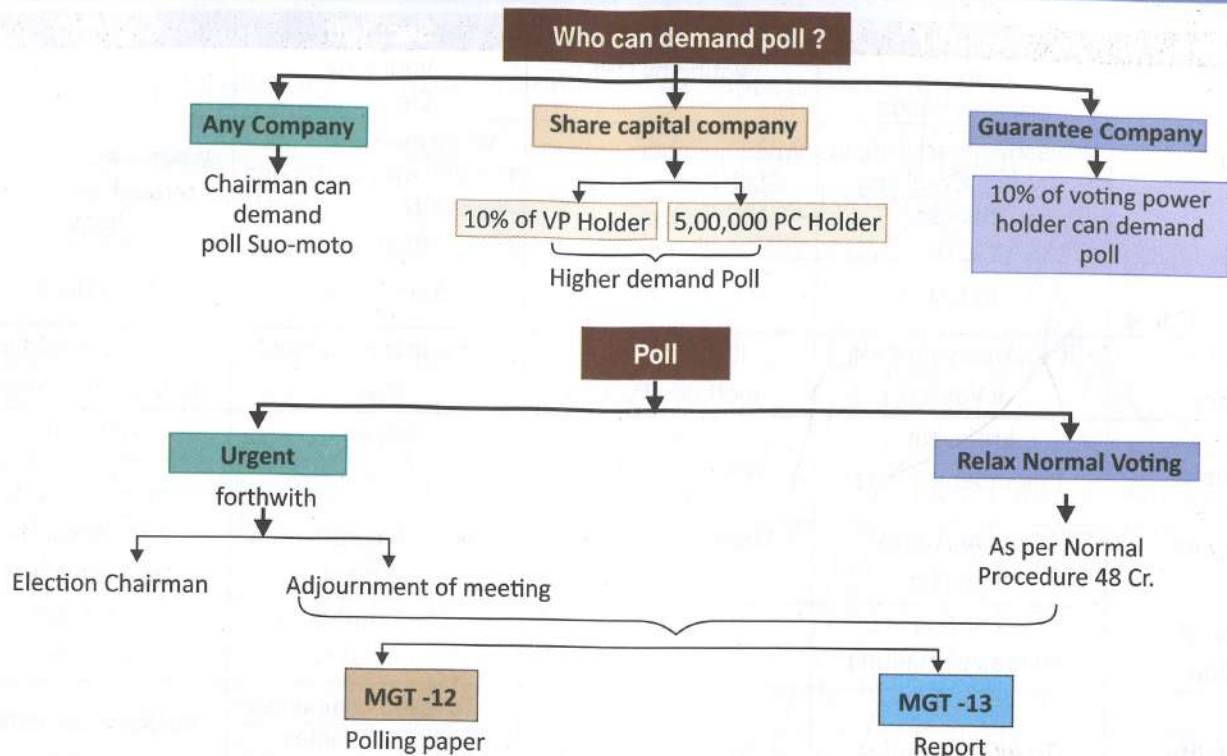 Who can demand poll ?
Any Company
Share capital company
Guarantee Company
Chairman can
demand
poll Suo-moto
10% of VP Holder
5,00,000 PC Holder
10% of voting power
holder can demand
poll
Higher demand Poll
Poll
Urgent
Relax Normal Voting
forthwith
As per Normal
Procedure 48 Cr.
Election Chairman
Adjournment of meeting
MGT -12
MGT -13
Polling paper
Report